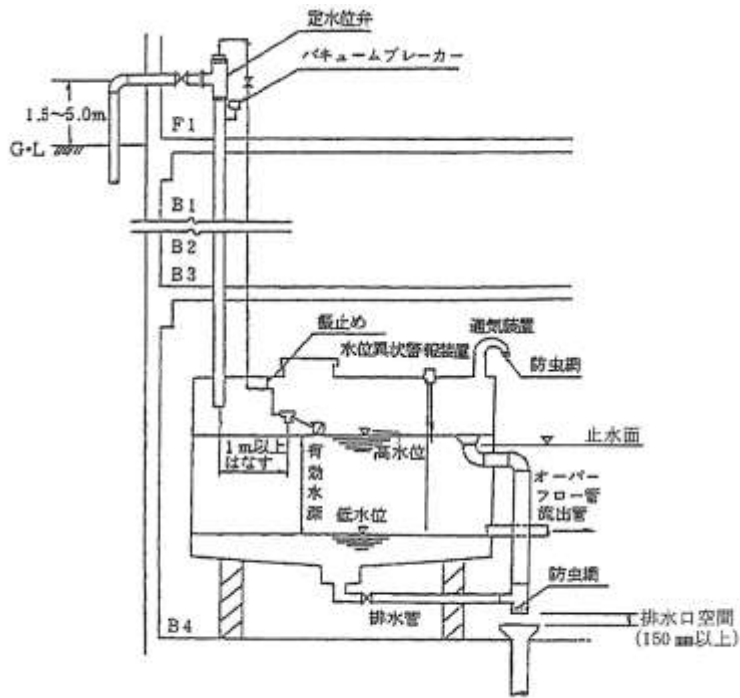 定水位弁
バキュームブレーカー
1.5~5.0m
F1
G・L
B1
B2
B3
振止め
水位異状警報装置
通気装置
防虫網
1m以上
はなす
有効水深
高水位
止水面
オーバー
フロー管
流出管
低水位
防虫網
排水管
排水口空間
(150mm以上)
B4